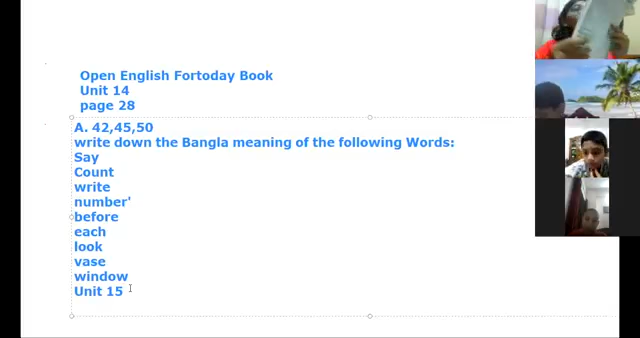 Open English Fortoday Book
Unit 14
page 28
A. 42,45,50
write down the Bangla meaning of the following Words:
Say
Count
write
number'
before
each
look
vase
window
Unit 15